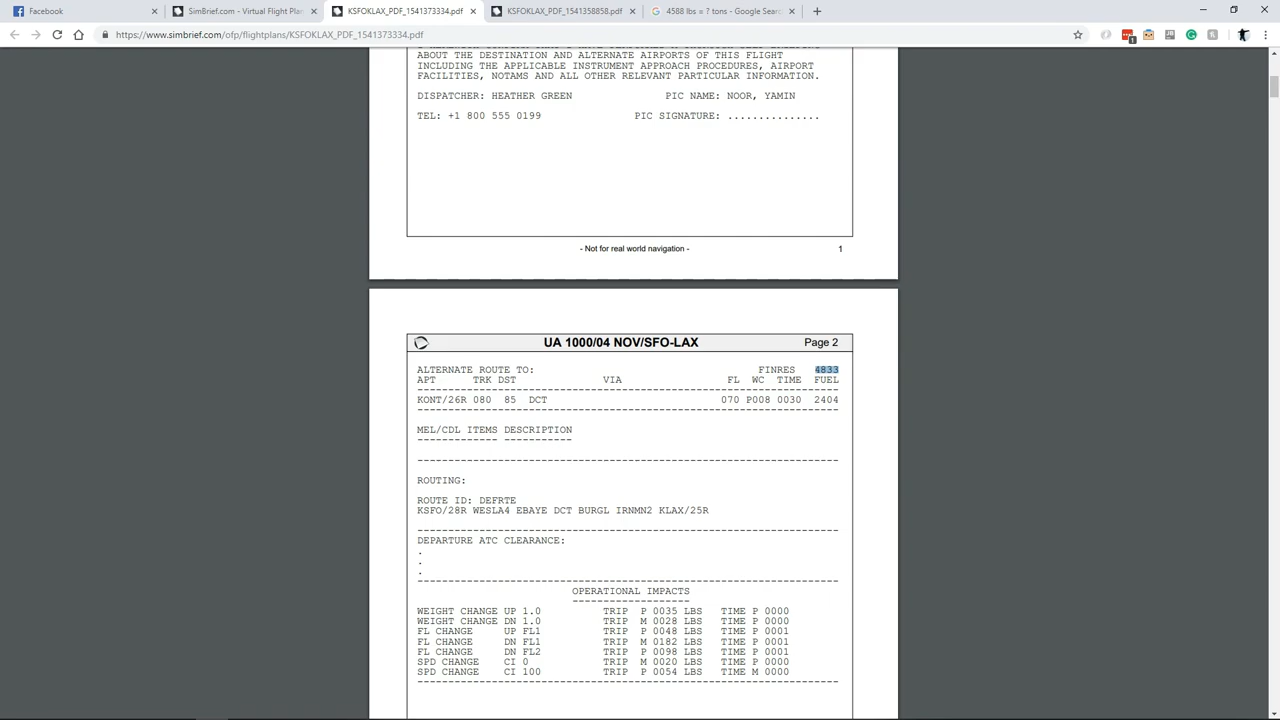 Facebook
SimBrief.com - Virtual Flight Plan
KSFOKLAX_PDF_1541373334.pdf
KSFOKLAX_PDF_1541358858.pdf
4588 lbs = ? tons - Google Sear
https://www.simbrief.com/ofp/flightplans/KSFOKLAX_PDF_1541373334.pdf
1
ABOUT THE DESTINATION AND ALTERNATE AIRPORTS OF THIS FLIGHT
INCLUDING THE APPLICABLE INSTRUMENT APPROACH PROCEDURES, AIRPORT
FACILITIES, NOTAMS AND ALL OTHER RELEVANT PARTICULAR INFORMATION.
DISPATCHER: HEATHER GREEN PIC NAME: NOOR, YAMIN
TEL: +1 800 555 0199 PIC SIGNATURE: ...............
- Not for real world navigation - 1
UA 1000/04 NOV/SFO-LAX Page 2
ALTERNATE ROUTE TO: FINRES 4833
APT TRK DST VIA FL WC TIME FUEL
--------------------------------------------------------------------
KONT/26R 080 85 DCT 070 P008 0030 2404
--------------------------------------------------------------------
MEL/CDL ITEMS DESCRIPTION
------------- -----------
--------------------------------------------------------------------
ROUTING:
ROUTE ID: DEFRTE
KSFO/28R WESLA4 EBAYE DCT BURGL IRNMN2 KLAX/25R
--------------------------------------------------------------------
DEPARTURE ATC CLEARANCE:
.
.
.
--------------------------------------------------------------------
OPERATIONAL IMPACTS
-------------------
WEIGHT CHANGE UP 1.0 TRIP P 0035 LBS TIME P 0000
WEIGHT CHANGE DN 1.0 TRIP M 0028 LBS TIME P 0000
FL CHANGE UP FL1 TRIP P 0048 LBS TIME P 0001
FL CHANGE DN FL1 TRIP M 0182 LBS TIME P 0001
FL CHANGE DN FL2 TRIP P 0098 LBS TIME P 0001
SPD CHANGE CI 0 TRIP M 0020 LBS TIME P 0000
SPD CHANGE CI 100 TRIP P 0054 LBS TIME M 0000
--------------------------------------------------------------------